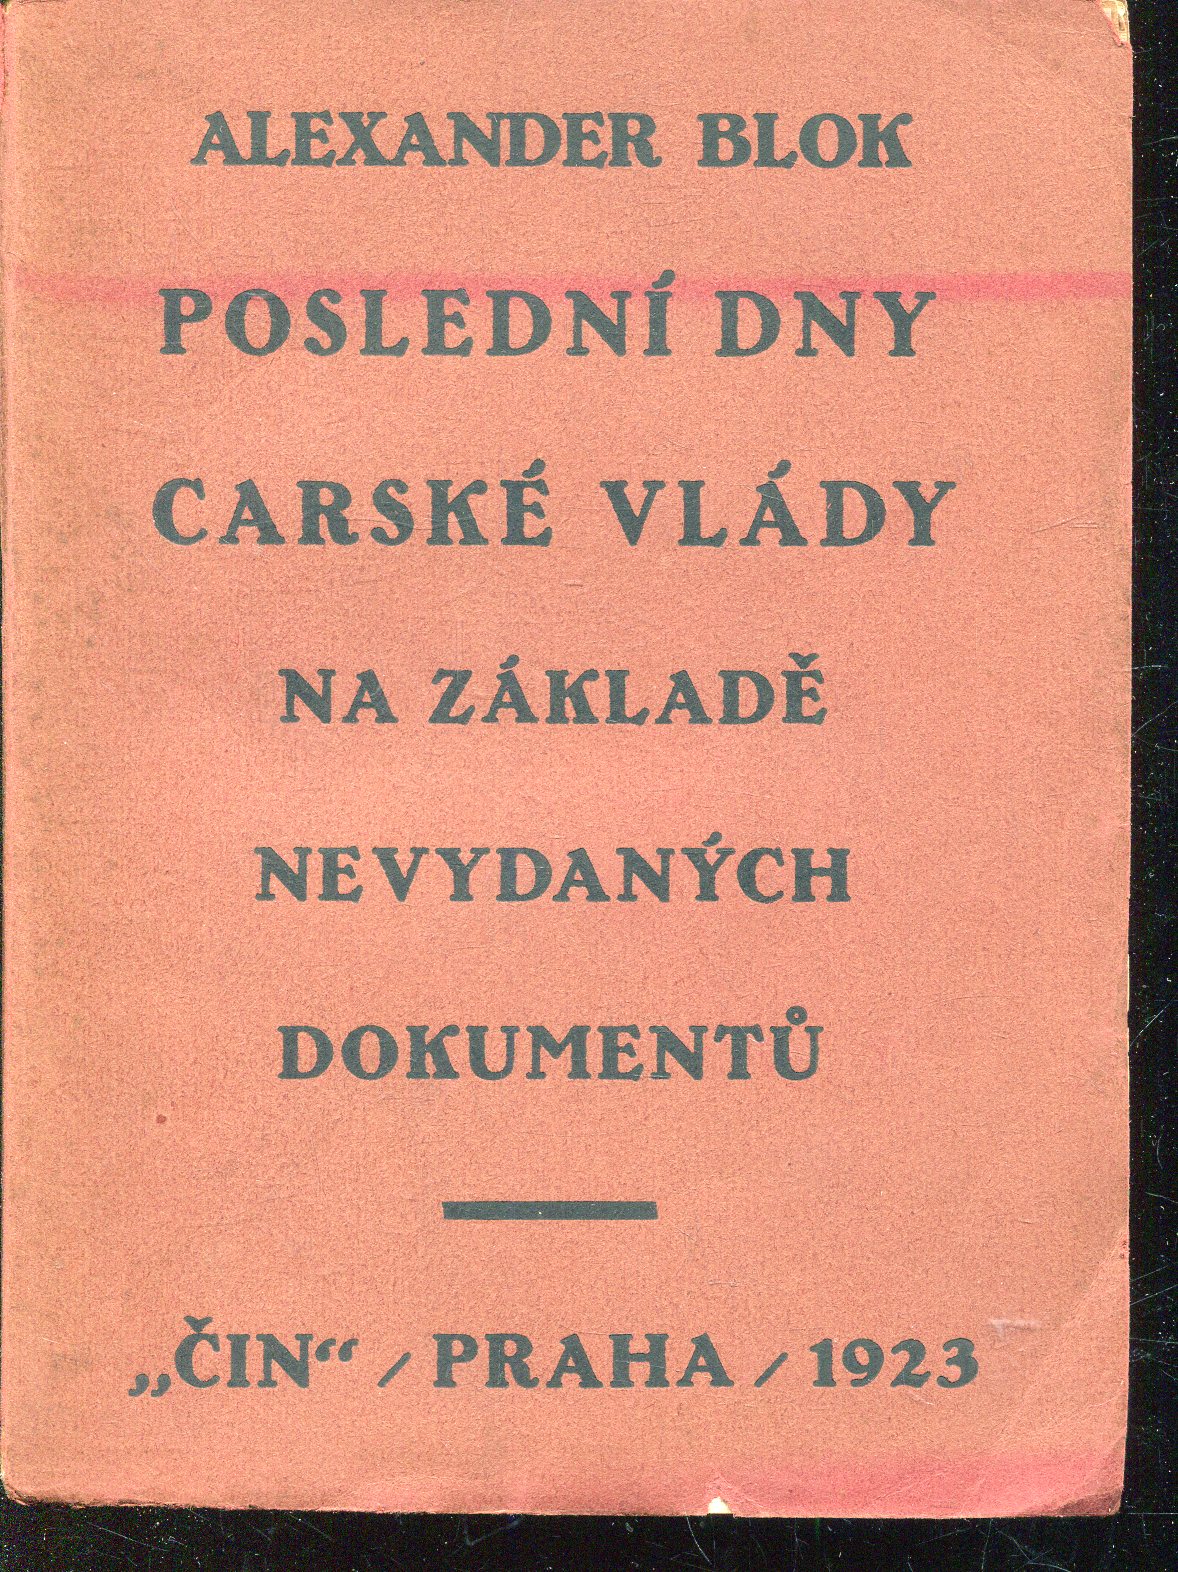 ALEXANDER BLOK
POSLEDNÍ DNY
CARSKÉ VLÁDY
NA ZÁKLADĚ
NEVYDANÝCH
DOKUMENTŮ
„ČIN“ / PRAHA / 1923